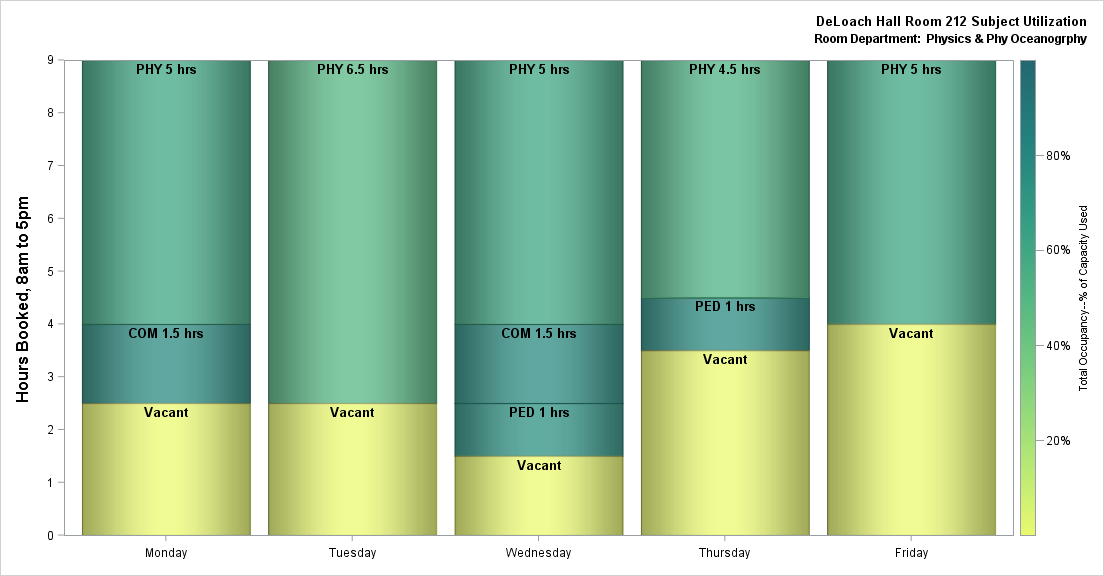 DeLoach Hall Room 212 Subject Utilization
Room Department: Physics & Phy Oceanogrphy
Hours Booked, 8am to 5pm
9
8
7
6
5
4
3
2
1
0
PHY 5 hrs
COM 1.5 hrs
Vacant
PHY 6.5 hrs
Vacant
PHY 5 hrs
COM 1.5 hrs
PED 1 hrs
Vacant
PHY 4.5 hrs
PED 1 hrs
Vacant
PHY 5 hrs
Vacant
Monday
Tuesday
Wednesday
Thursday
Friday
80%
60%
40%
20%
Total Occupancy--% of Capacity Used